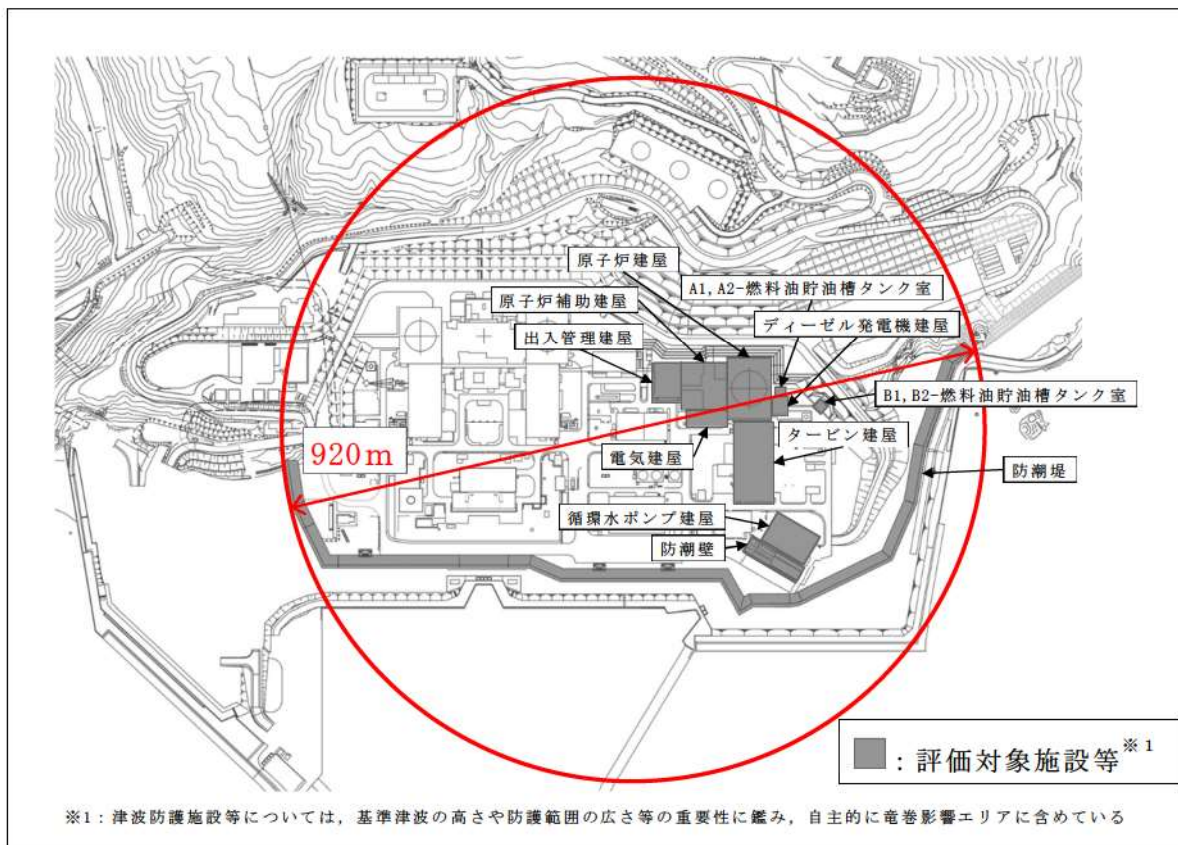 原子炉建屋
A1,A2-燃料油貯油槽タンク室
原子炉補助建屋
ディーゼル発電機建屋
出入管理建屋
B1,B2-燃料油貯油槽タンク室
920m
電気建屋
タービン建屋
防潮堤
循環水ポンプ建屋
防潮壁
：評価対象施設等※1
※1：津波防護施設等については，基準津波の高さや防護範囲の広さ等の重要性に鑑み，自主的に竜巻影響エリアに含めている